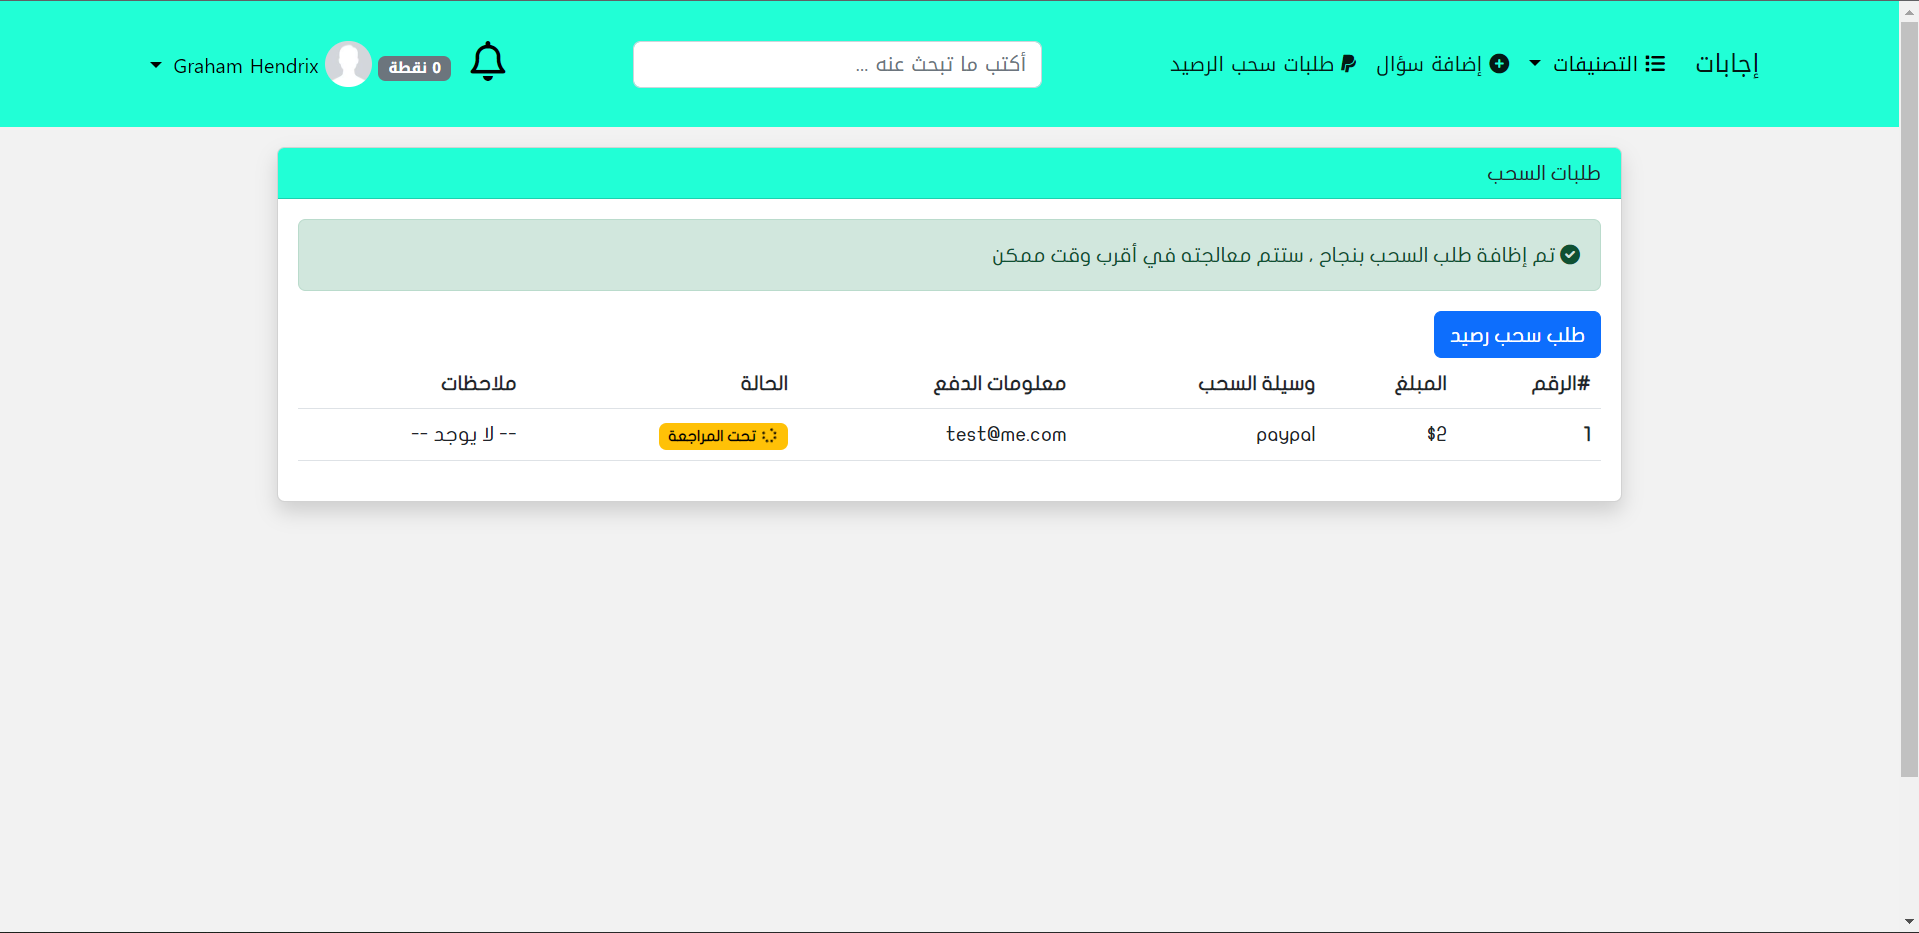 إجابات
التصنيفات
إضافة سؤال
طلبات سحب الرصيد
أكتب ما تبحث عنه ...
0 نقطة
Graham Hendrix
طلبات السحب
تم إظافة طلب السحب بنجاح ، ستتم معالجته في أقرب وقت ممكن
طلب سحب رصيد
#الرقم المبلغ وسيلة السحب معلومات الدفع الحالة ملاحظات
1 2$ paypal test@me.com تحت المراجعة -- لا يوجد --